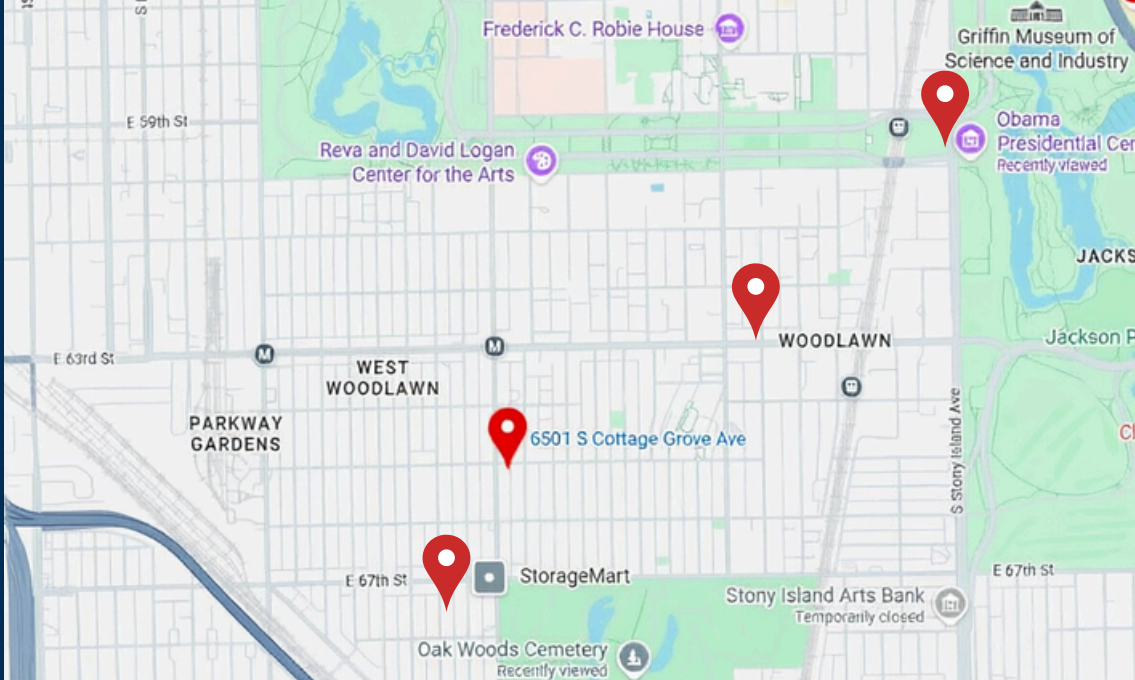 Frederick C. Robie House
Griffin Museum of
Science and Industry
E 59th St
Obama
Presidential Cer
Recently viewed
Reva and David Logan
Center for the Arts
JACKS
Jackson P
WOODLAWN
E 63rd St
M
M
WEST
WOODLAWN
PARKWAY
GARDENS
6501 S Cottage Grove Ave
S Stony Island Ave
E 67th St
StorageMart
E 67th St
Stony Island Arts Bank
Temporarily closed
Oak Woods Cemetery
Recently viewed